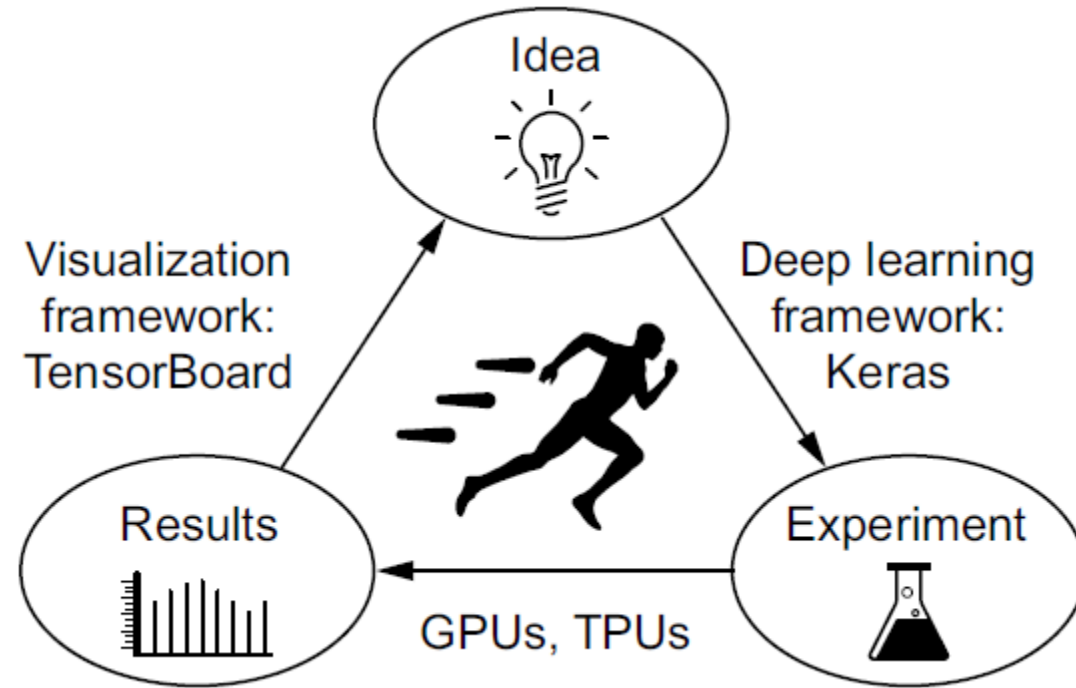 Idea
Visualization
framework:
TensorBoard
Deep learning
framework:
Keras
Results
Experiment
GPUs, TPUs